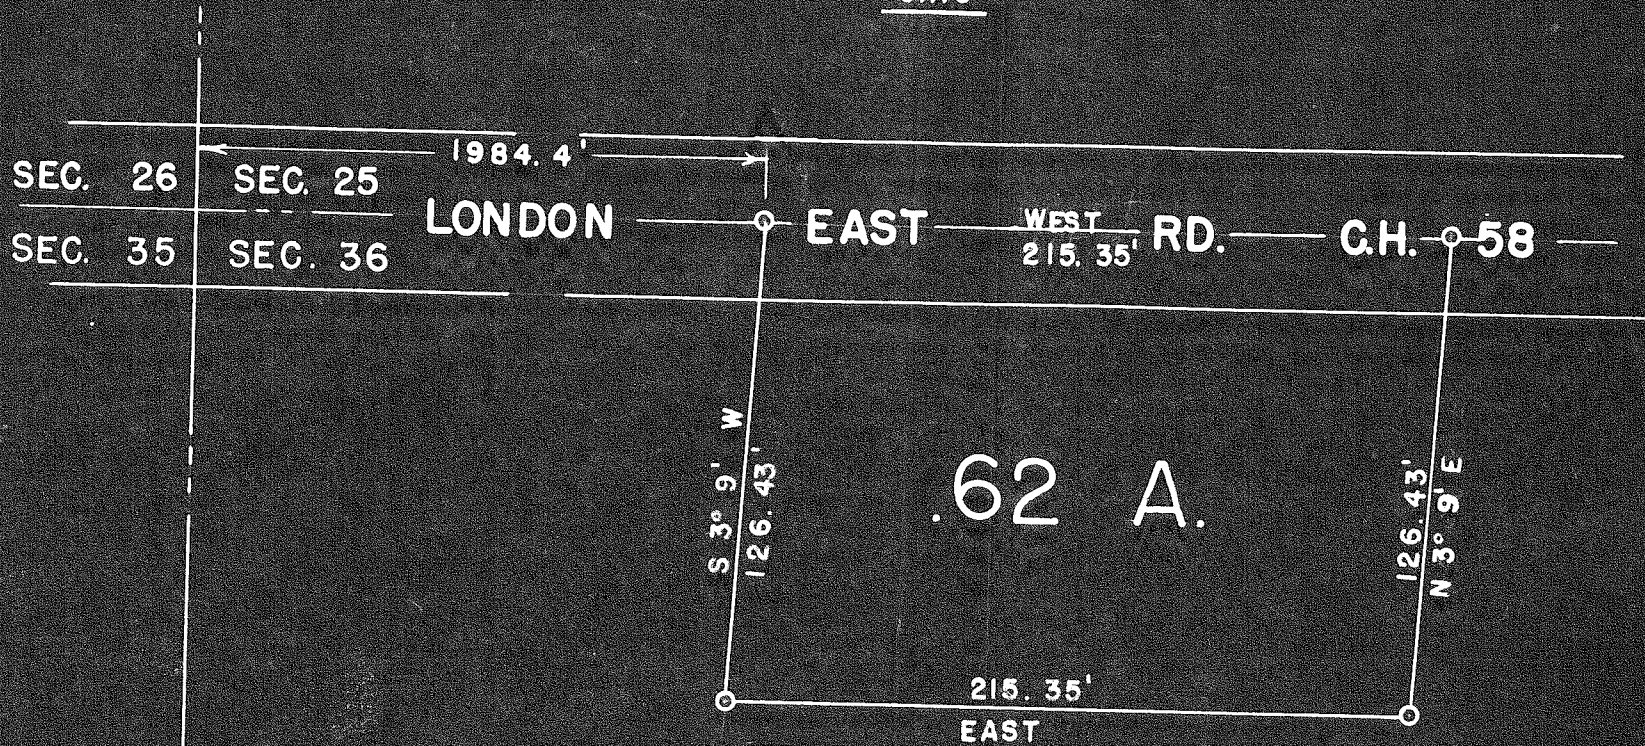 1984.4'
SEC. 26 SEC. 25
LONDON EAST WEST RD. C.H. 58
215.35'
SEC. 35 SEC. 36
S 3° 9' W
126.43'
.62 A.
126.43'
N 3° 9' E
215.35'
EAST